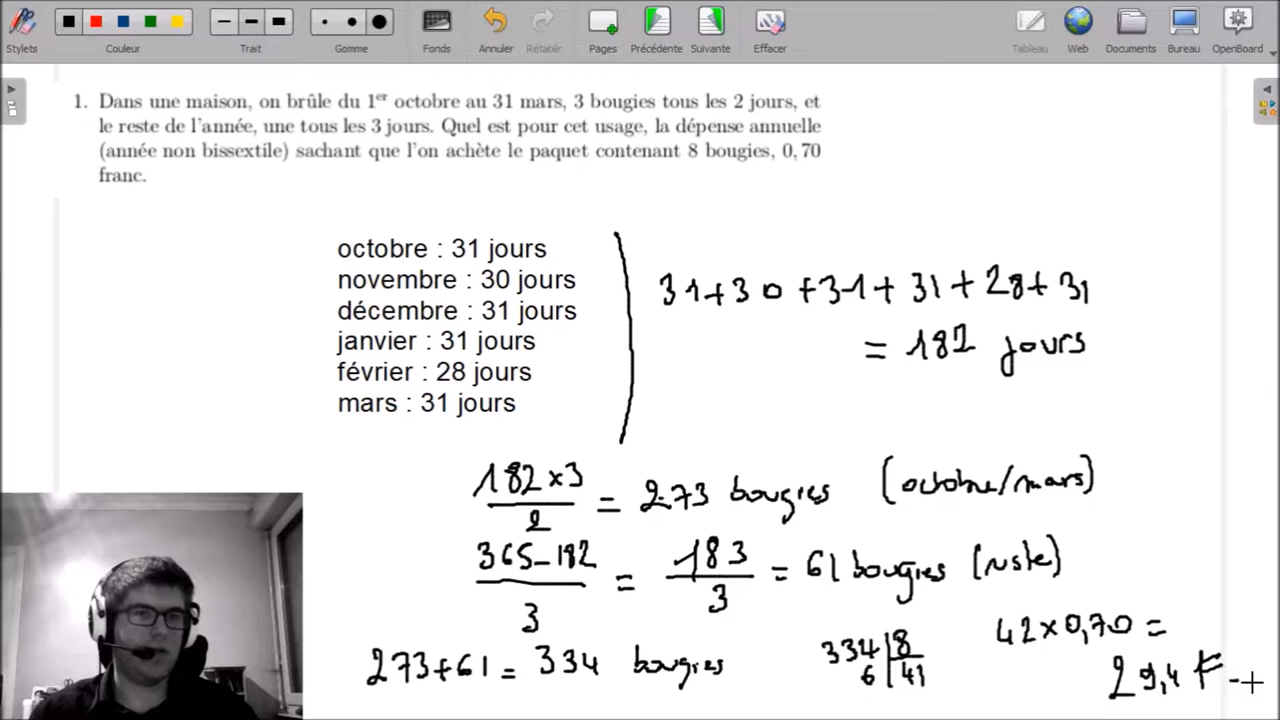 Stylets Couleur Trait Gomme Fonds Annuler Rétablir Pages Précédente Suivante Effacer Tableau Web Documents Bureau OpenBoard
1. Dans une maison, on brûle du 1er octobre au 31 mars, 3 bougies tous les 2 jours, et
le reste de l'année, une tous les 3 jours. Quel est pour cet usage, la dépense annuelle
(année non bissextile) sachant que l'on achète le paquet contenant 8 bougies, 0,70
franc.
octobre : 31 jours
novembre : 30 jours
décembre : 31 jours
janvier : 31 jours
février : 28 jours
mars : 31 jours
31+30+31+31+28+31
= 182 jours
182×3
2
= 273 bougies (octobre/mars)
365-182
3
= 183
3
= 61 bougies (reste)
273+61 = 334 bougies
334 8
6 41
42×0,70 =
29,4 F